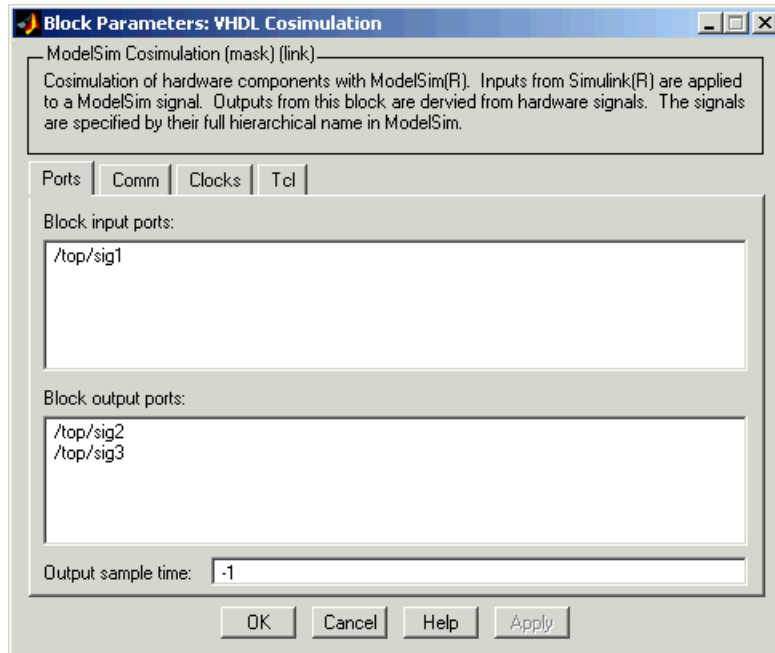 Block Parameters: VHDL Cosimulation
ModelSim Cosimulation (mask) (link)
Cosimulation of hardware components with ModelSim(R). Inputs from Simulink(R) are applied
to a ModelSim signal. Outputs from this block are dervied from hardware signals. The signals
are specified by their full hierarchical name in ModelSim.
Ports Comm Clocks Tcl
Block input ports:
/top/sig1
Block output ports:
/top/sig2
/top/sig3
Output sample time: -1
OK Cancel Help Apply